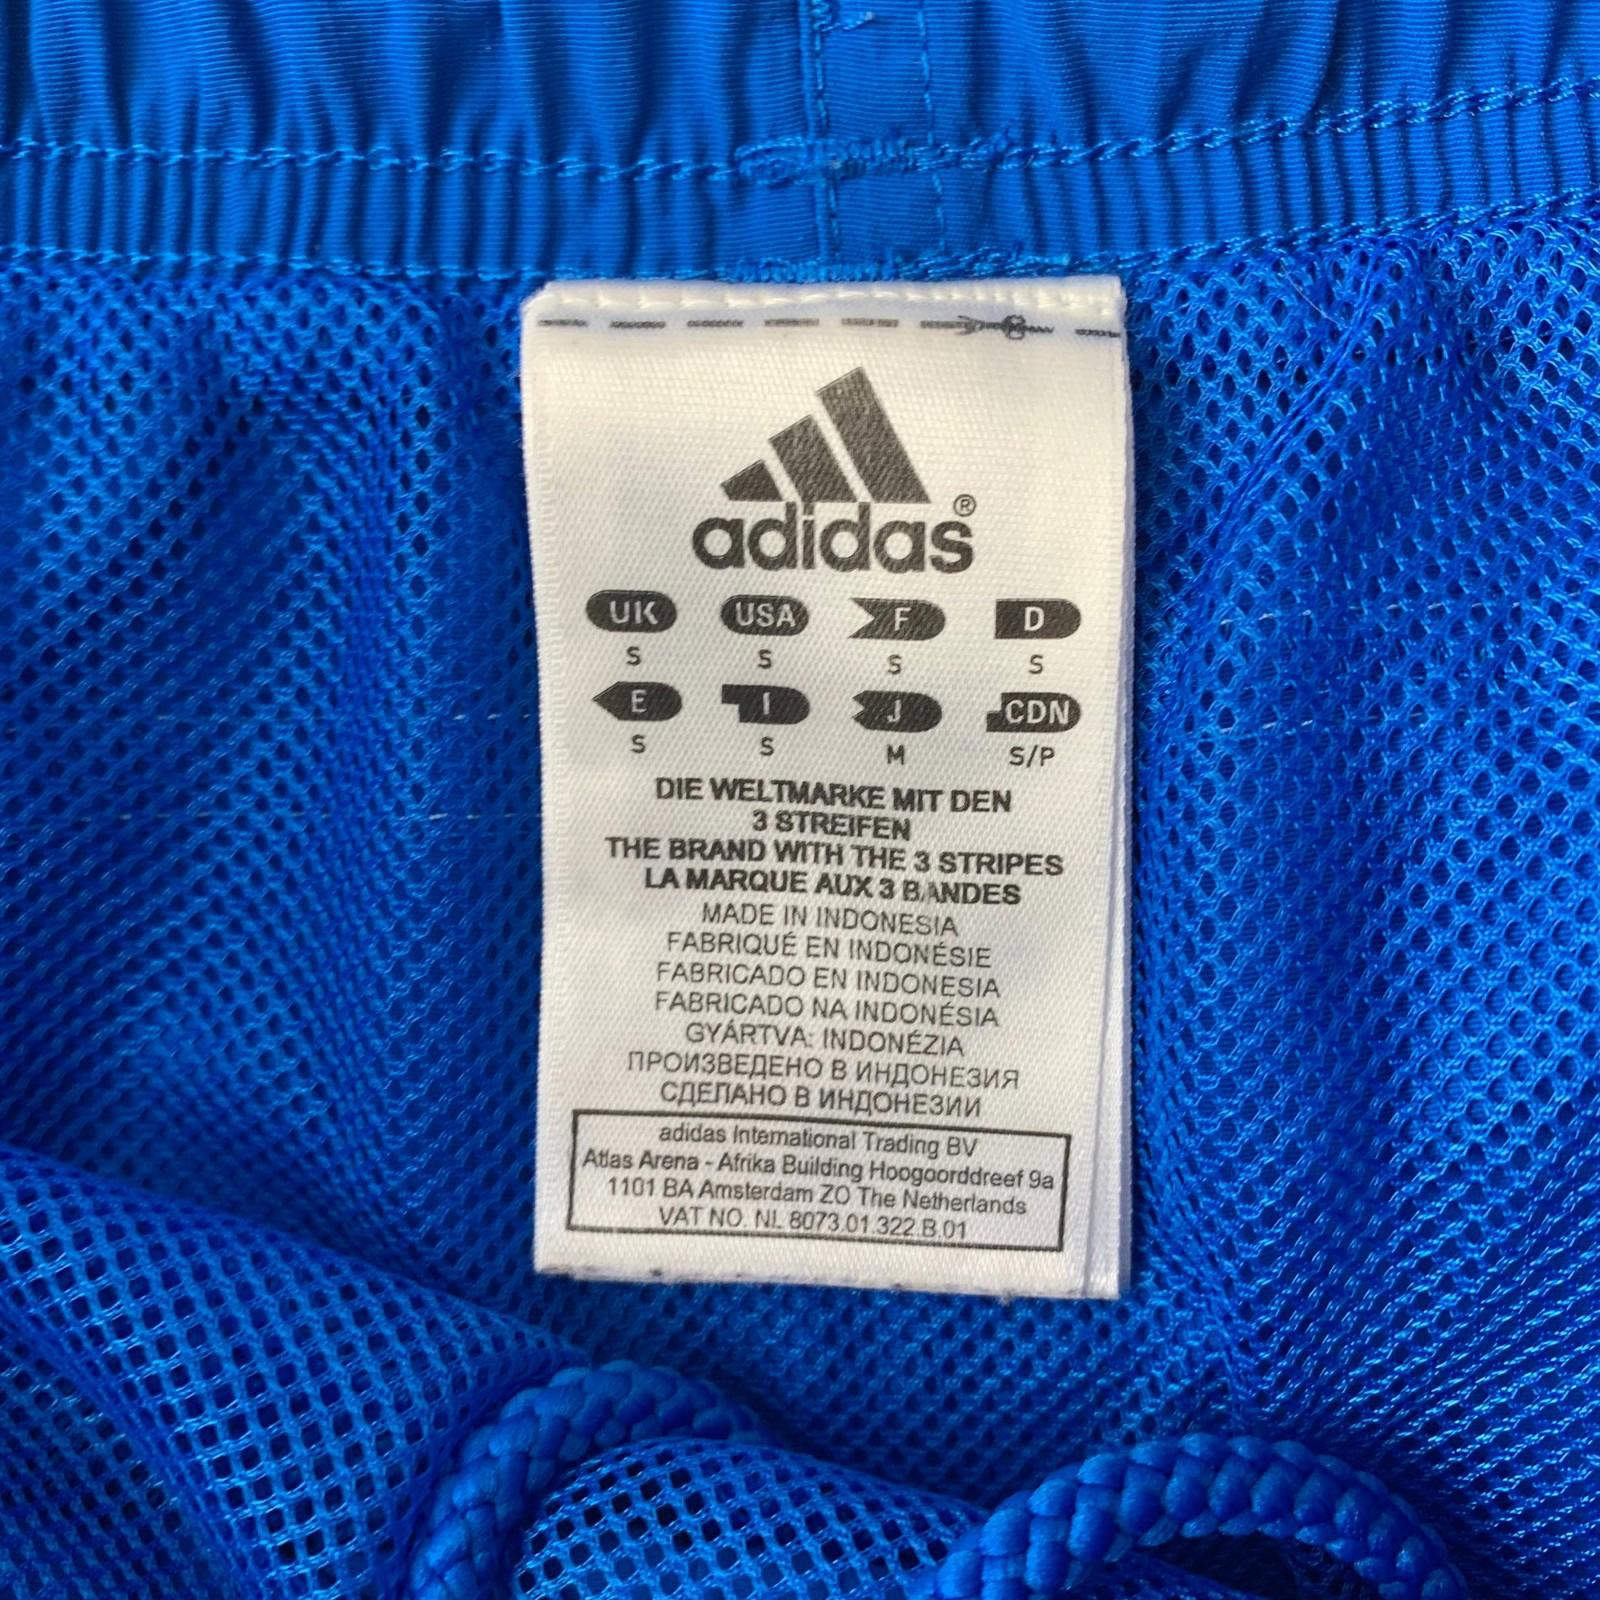 adidas®
UK USA F D
S S S S
E I J CDN
S S M S/P
DIE WELTMARKE MIT DEN
3 STREIFEN
THE BRAND WITH THE 3 STRIPES
LA MARQUE AUX 3 BANDES
MADE IN INDONESIA
FABRIQUÉ EN INDONÉSIE
FABRICADO EN INDONESIA
FABRICADO NA INDONÉSIA
GYÁRTVA: INDONÉZIA
ПРОИЗВЕДЕНО В ИНДОНЕЗИЯ
СДЕЛАНО В ИНДОНЕЗИИ
adidas International Trading BV
Atlas Arena - Afrika Building Hoogoorddreef 9a
1101 BA Amsterdam ZO The Netherlands
VAT NO. NL 8073.01.322.B.01